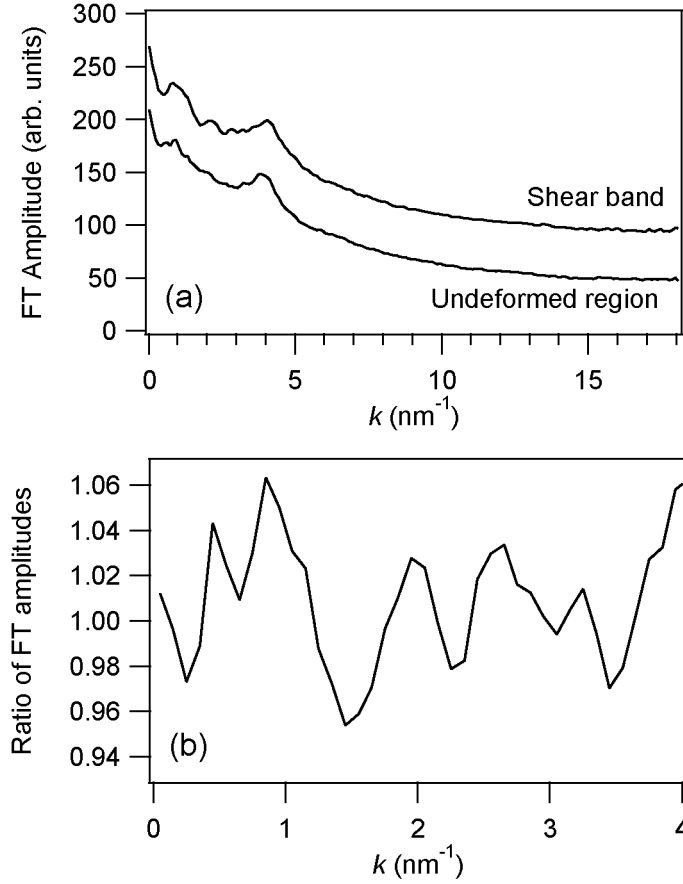 300
250
200
150
100
50
0
FT Amplitude (arb. units)
Shear band
Undeformed region
(a)
0
5
10
15
k (nm⁻¹)
1.06
1.04
1.02
1.00
0.98
0.96
0.94
Ratio of FT amplitudes
(b)
0
1
2
3
4
k (nm⁻¹)